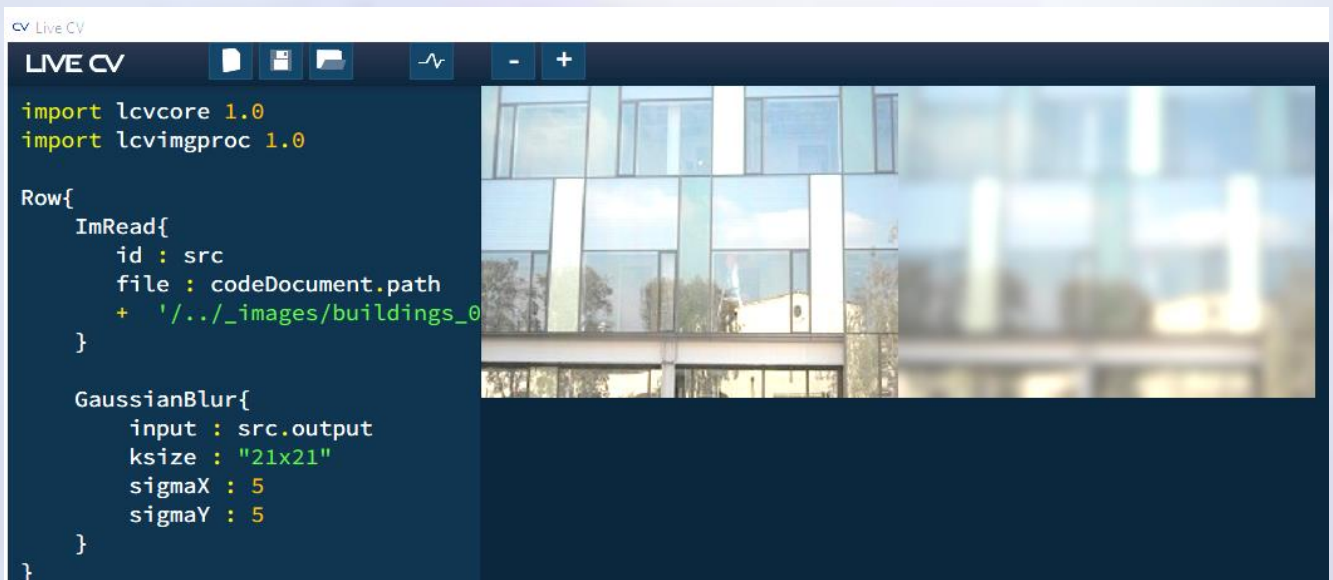 CV Live CV
LIVE CV
- +
import lcvcore 1.0
import lcvimgproc 1.0
Row{
ImRead{
id : src
file : codeDocument.path
+ '/../_images/buildings_0
}
GaussianBlur{
input : src.output
ksize : "21x21"
sigmaX : 5
sigmaY : 5
}
}